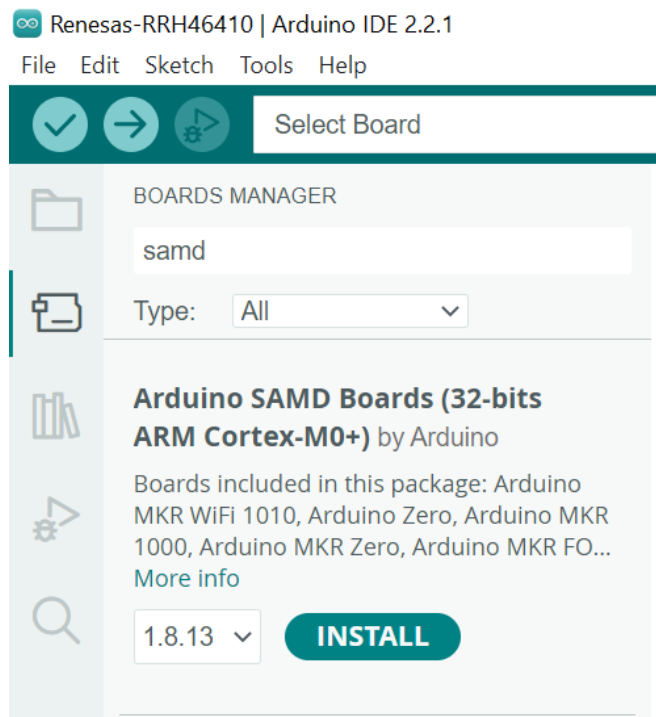 Renesas-RRH46410 | Arduino IDE 2.2.1
File Edit Sketch Tools Help
Select Board
BOARDS MANAGER
samd
Type: All
Arduino SAMD Boards (32-bits
ARM Cortex-M0+) by Arduino
Boards included in this package: Arduino
MKR WiFi 1010, Arduino Zero, Arduino MKR
1000, Arduino MKR Zero, Arduino MKR FO...
More info
1.8.13 INSTALL